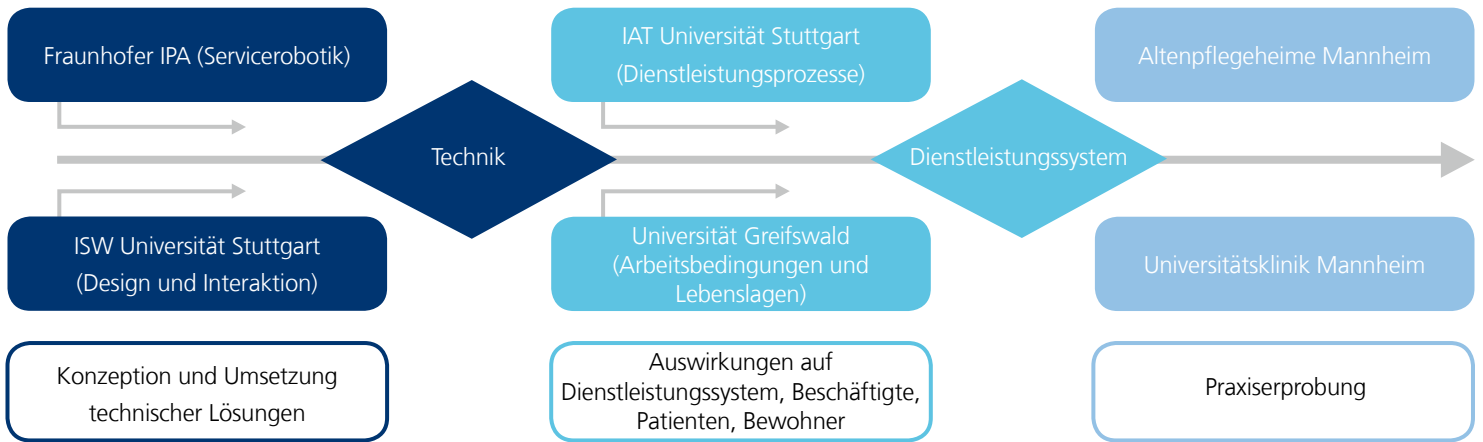 Fraunhofer IPA (Servicerobotik)
IAT Universität Stuttgart
(Dienstleistungsprozesse)
Altenpflegeheime Mannheim
Technik
Dienstleistungssystem
ISW Universität Stuttgart
(Design und Interaktion)
Universität Greifswald
(Arbeitsbedingungen und
Lebenslagen)
Universitätsklinik Mannheim
Konzeption und Umsetzung
technischer Lösungen
Auswirkungen auf
Dienstleistungssystem, Beschäftigte,
Patienten, Bewohner
Praxiserprobung